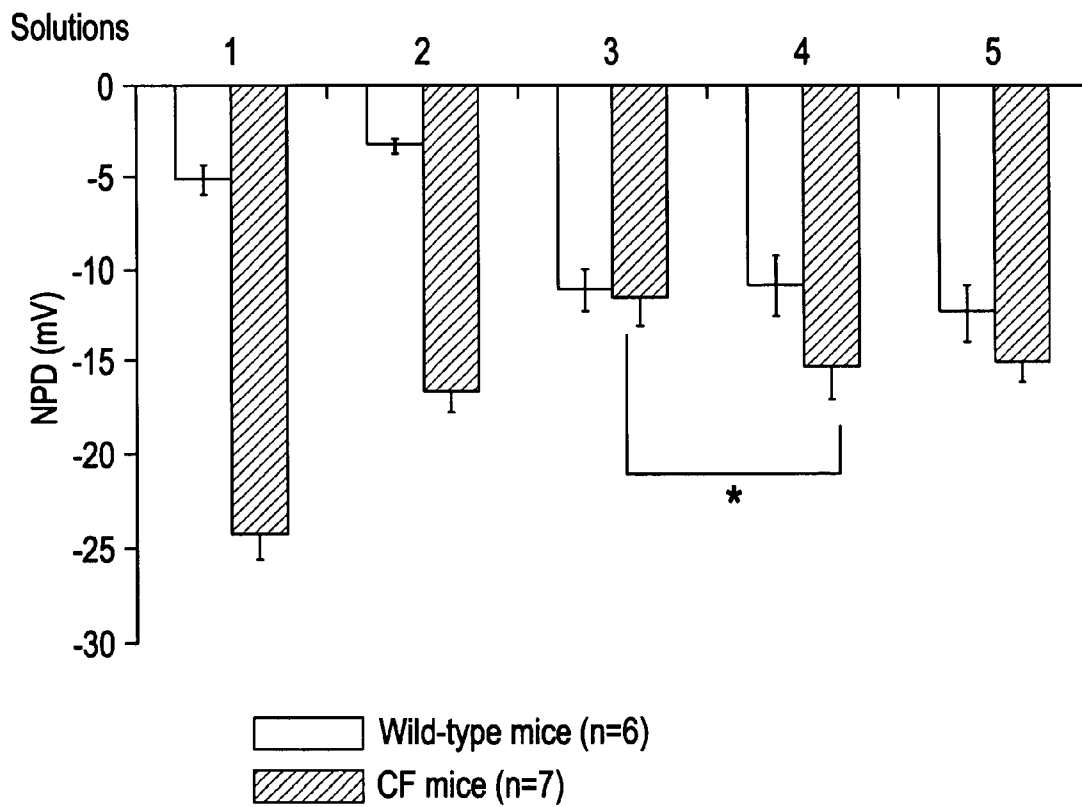 Solutions
1 2 3 4 5
0
-5
-10
-15
-20
-25
-30
NPD (mV)
*
Wild-type mice (n=6)
CF mice (n=7)